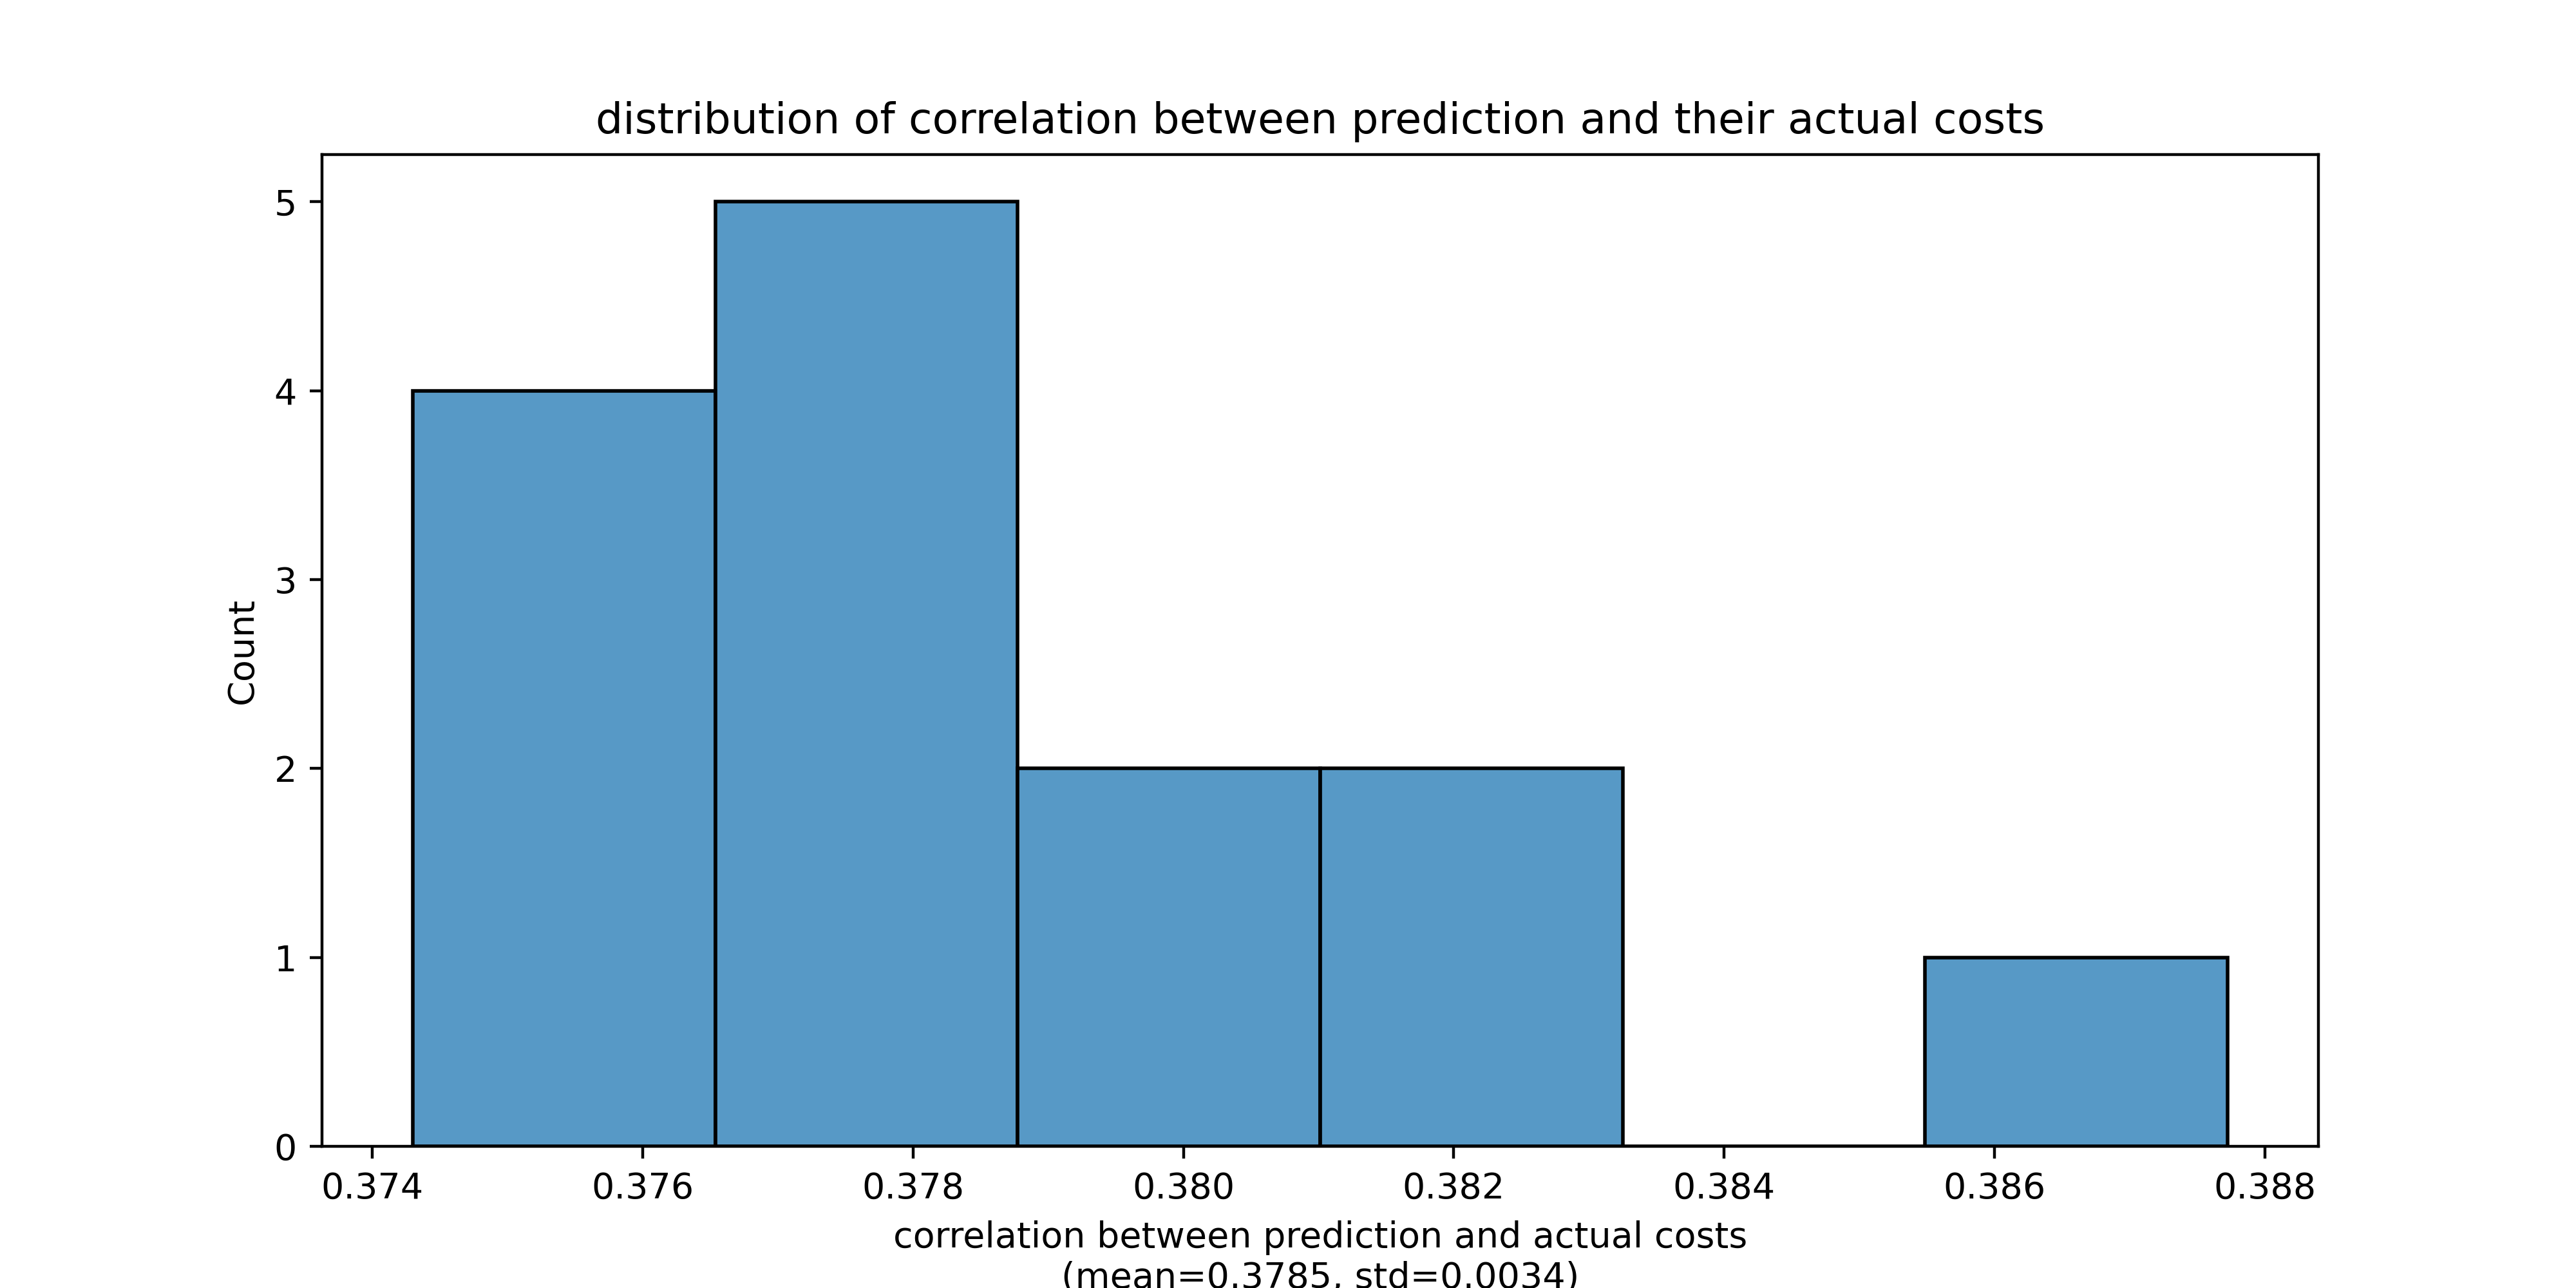 distribution of correlation between prediction and their actual costs
5
4
3
2
1
0
Count
0.374 0.376 0.378 0.380 0.382 0.384 0.386 0.388
correlation between prediction and actual costs
(mean=0.3785, std=0.0034)